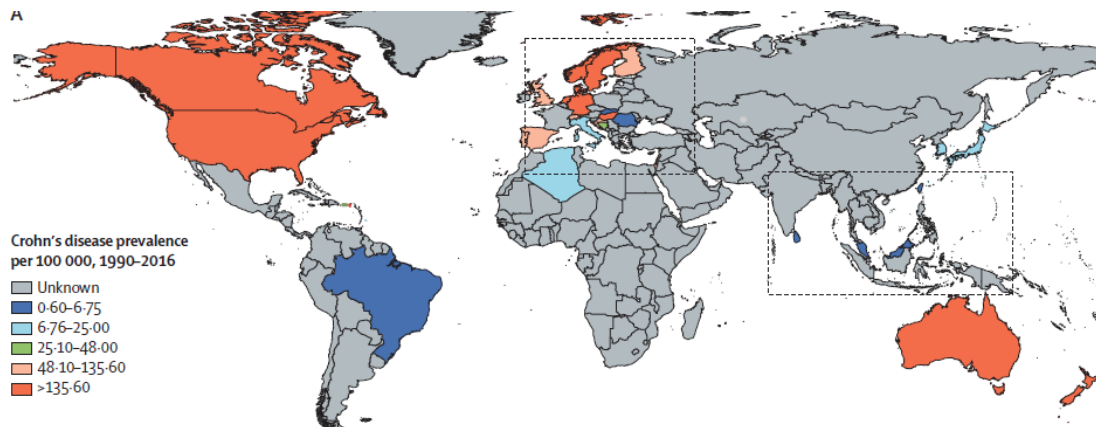 A
Crohn's disease prevalence
per 100 000, 1990–2016
Unknown
0·60–6·75
6·76–25·00
25·10–48·00
48·10–135·60
>135·60